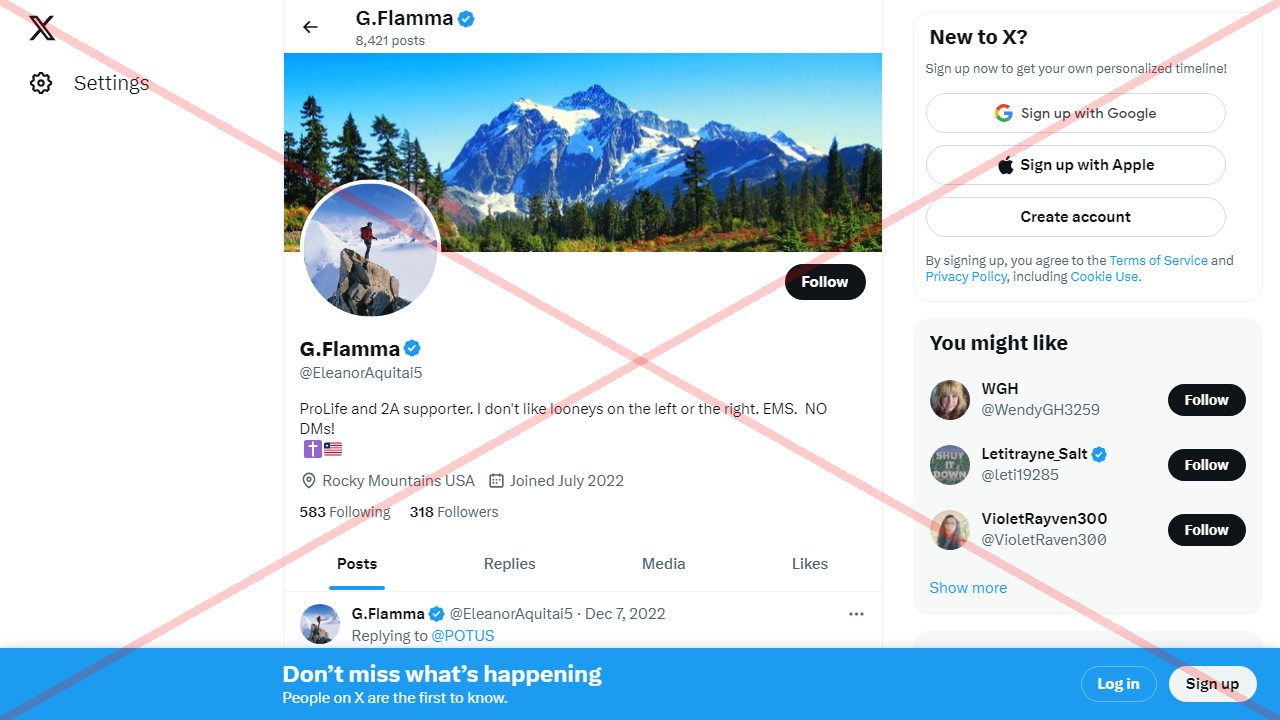 G.Flamma
8,421 posts
Settings
Follow
G.Flamma
@EleanorAquitai5
ProLife and 2A supporter. I don't like looneys on the left or the right. EMS. NO
DMs!
Rocky Mountains USA Joined July 2022
583 Following 318 Followers
Posts Replies Media Likes
G.Flamma @EleanorAquitai5 · Dec 7, 2022
Replying to @POTUS
New to X?
Sign up now to get your own personalized timeline!
Sign up with Google
Sign up with Apple
Create account
By signing up, you agree to the Terms of Service and
Privacy Policy, including Cookie Use.
You might like
WGH
@WendyGH3259
Follow
Letitrayne_Salt
@leti19285
Follow
SHUT
IT
DOWN
VioletRayven300
@VioletRaven300
Follow
Show more
Don’t miss what’s happening
People on X are the first to know.
Log in
Sign up